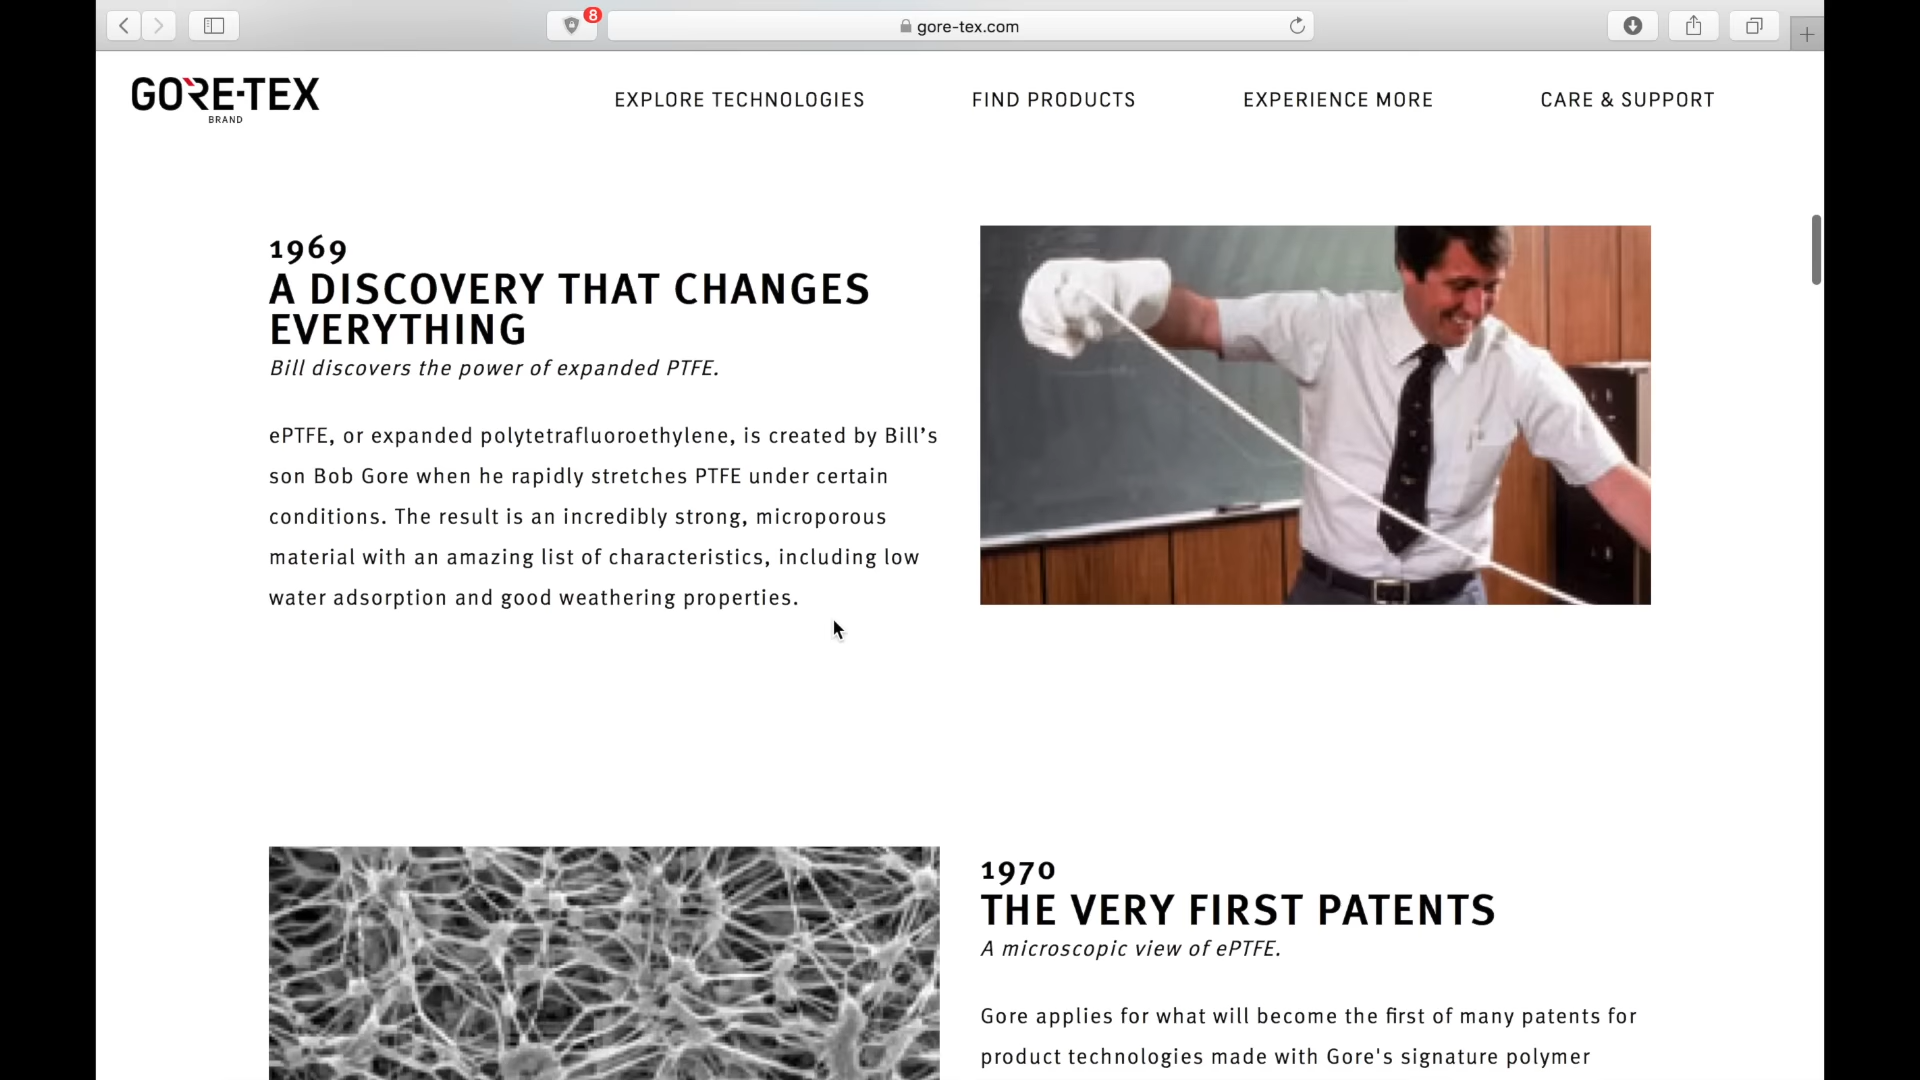 8
gore-tex.com
GORE-TEX
BRAND
EXPLORE TECHNOLOGIES
FIND PRODUCTS
EXPERIENCE MORE
CARE & SUPPORT
1969
A DISCOVERY THAT CHANGES
EVERYTHING
Bill discovers the power of expanded PTFE.
ePTFE, or expanded polytetrafluoroethylene, is created by Bill’s
son Bob Gore when he rapidly stretches PTFE under certain
conditions. The result is an incredibly strong, microporous
material with an amazing list of characteristics, including low
water adsorption and good weathering properties.
1970
THE VERY FIRST PATENTS
A microscopic view of ePTFE.
Gore applies for what will become the first of many patents for
product technologies made with Gore's signature polymer